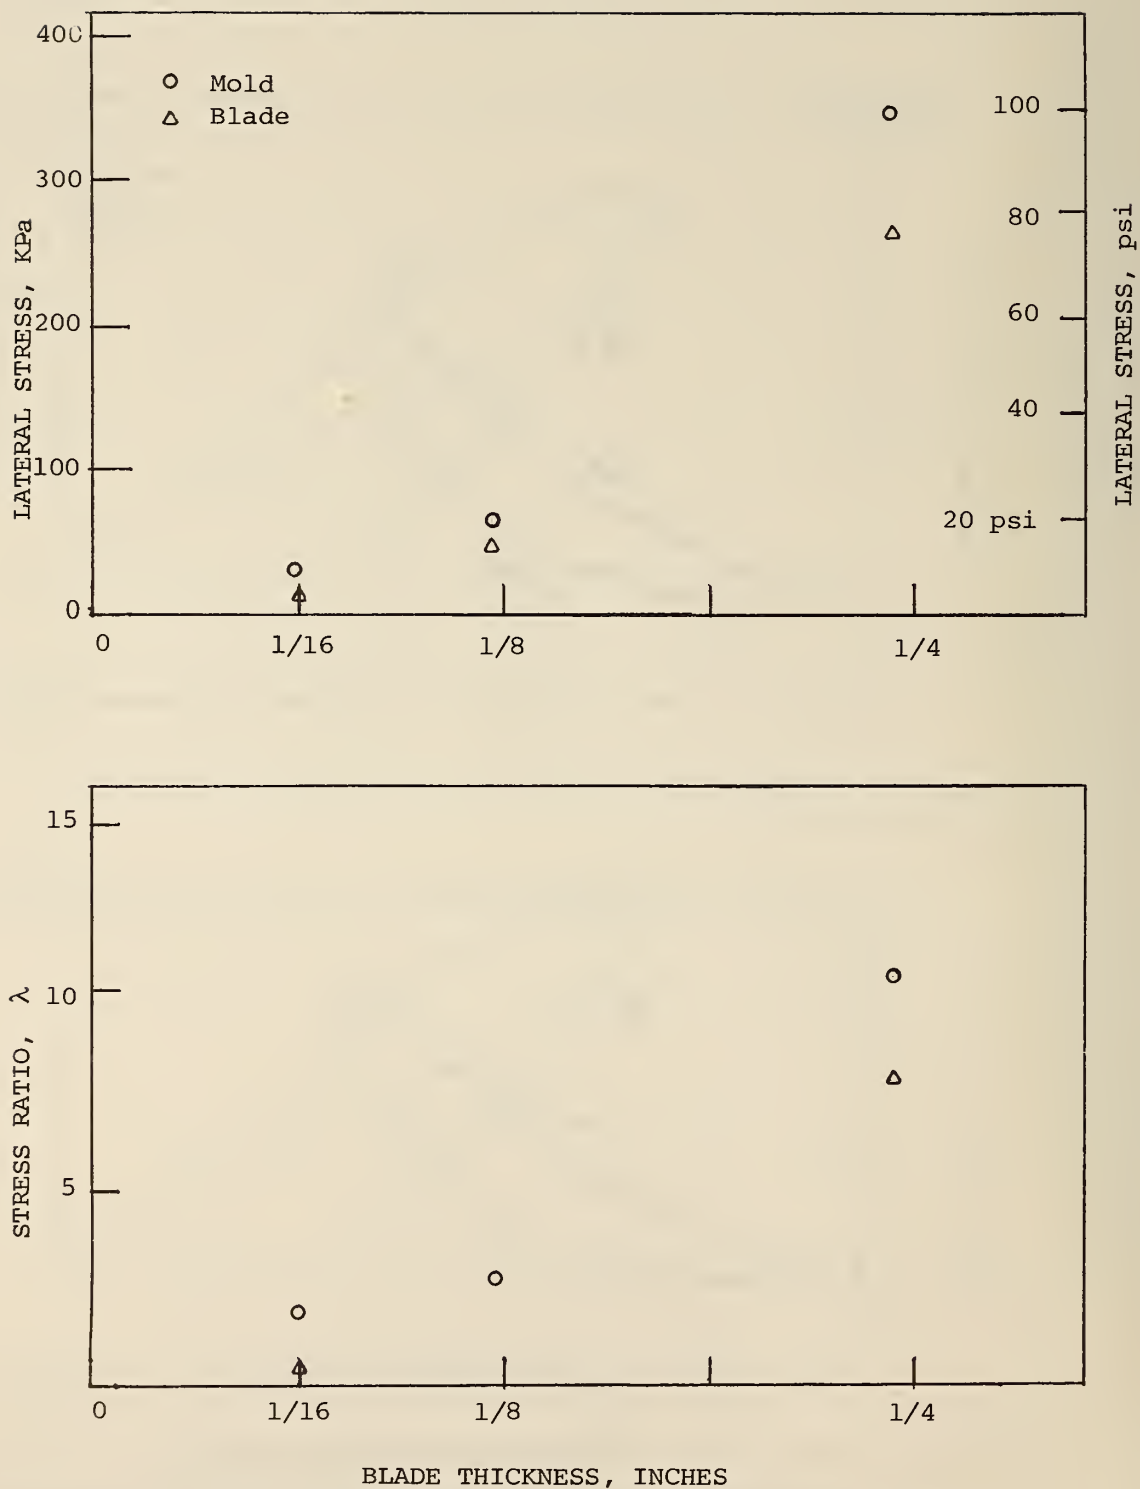 400
Mold
Blade
100
300
80
LATERAL STRESS, KPa
LATERAL STRESS, psi
200
60
40
100
20 psi
0
0
1/16
1/8
1/4
15
STRESS RATIO, λ
10
5
0
1/16
1/8
1/4
BLADE THICKNESS, INCHES